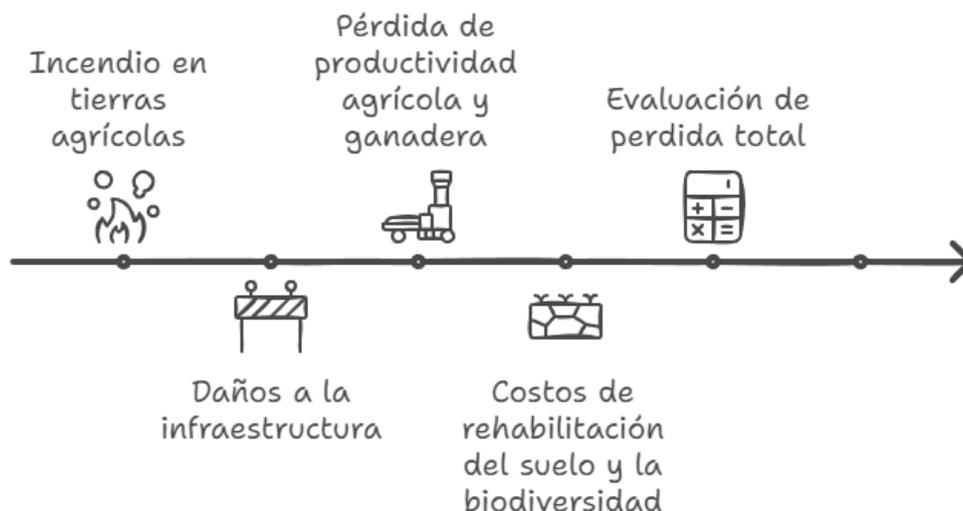 Incendio en
tierras
agrícolas
Daños a la
infraestructura
Pérdida de
productividad
agrícola y
ganadera
Costos de
rehabilitación
del suelo y la
biodiversidad
Evaluación de
perdida total